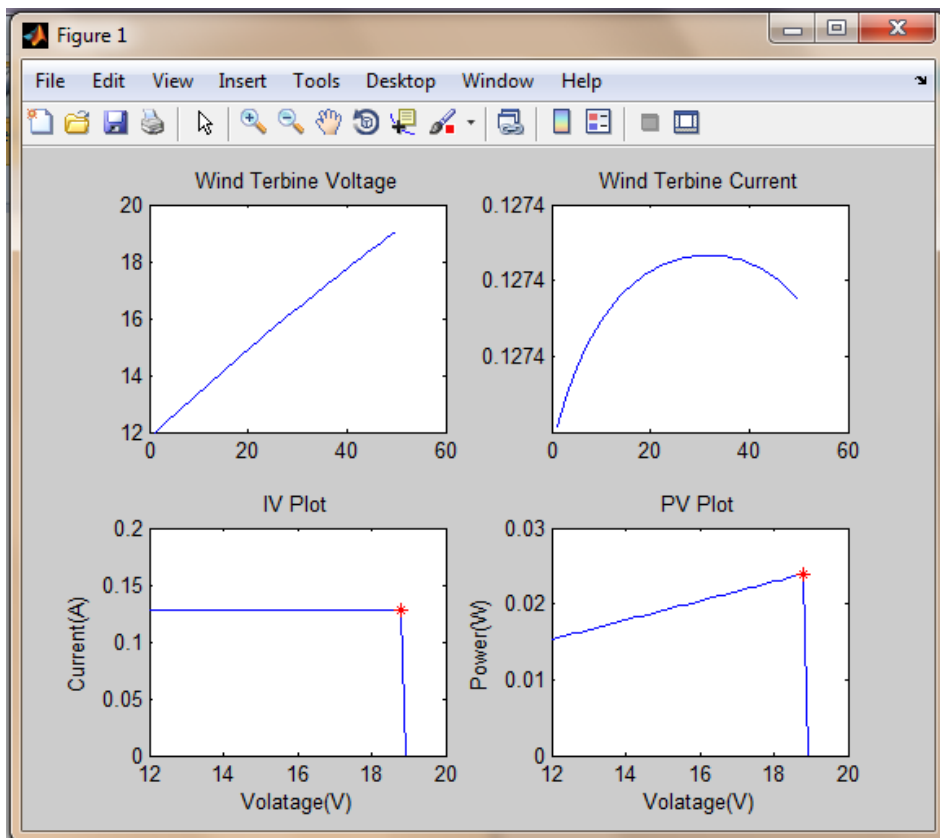 Figure 1
File Edit View Insert Tools Desktop Window Help
Wind Terbine Voltage
20
18
16
14
12
0 20 40 60
Wind Terbine Current
0.1274
0.1274
0.1274
0 20 40 60
IV Plot
Current(A)
0.2
0.15
0.1
0.05
0
12 14 16 18 20
Volatage(V)
PV Plot
Power(W)
0.03
0.02
0.01
0
12 14 16 18 20
Volatage(V)